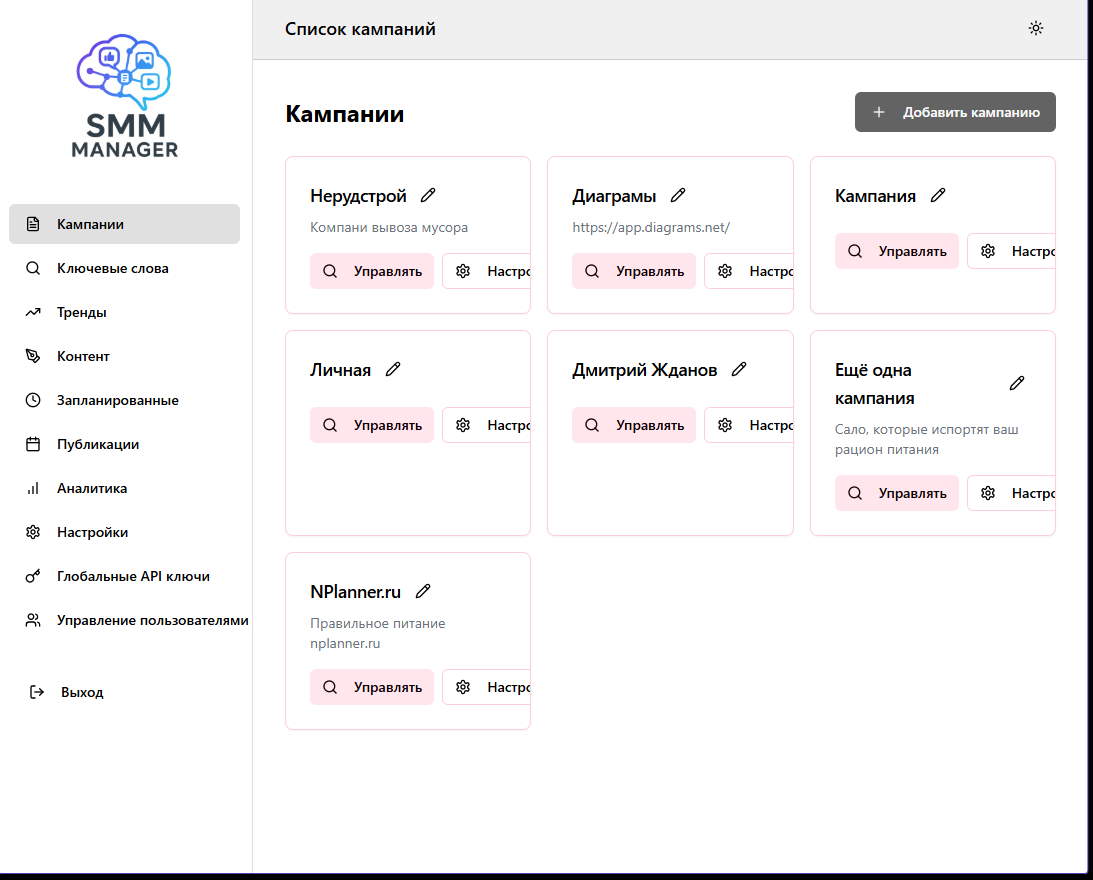 SMM
MANAGER
Кампании
Ключевые слова
Тренды
Контент
Запланированные
Публикации
Аналитика
Настройки
Глобальные API ключи
Управление пользователями
Выход
Список кампаний
Кампании
+ Добавить кампанию
Нерудстрой
Компани вывоза мусора
Управлять Настро
Диаграмы
https://app.diagrams.net/
Управлять Настро
Кампания
Управлять Настро
Личная
Управлять Настро
Дмитрий Жданов
Управлять Настро
Ещё одна
кампания
Сало, которые испортят ваш
рацион питания
Управлять Настро
NPlanner.ru
Правильное питание
nplanner.ru
Управлять Настро